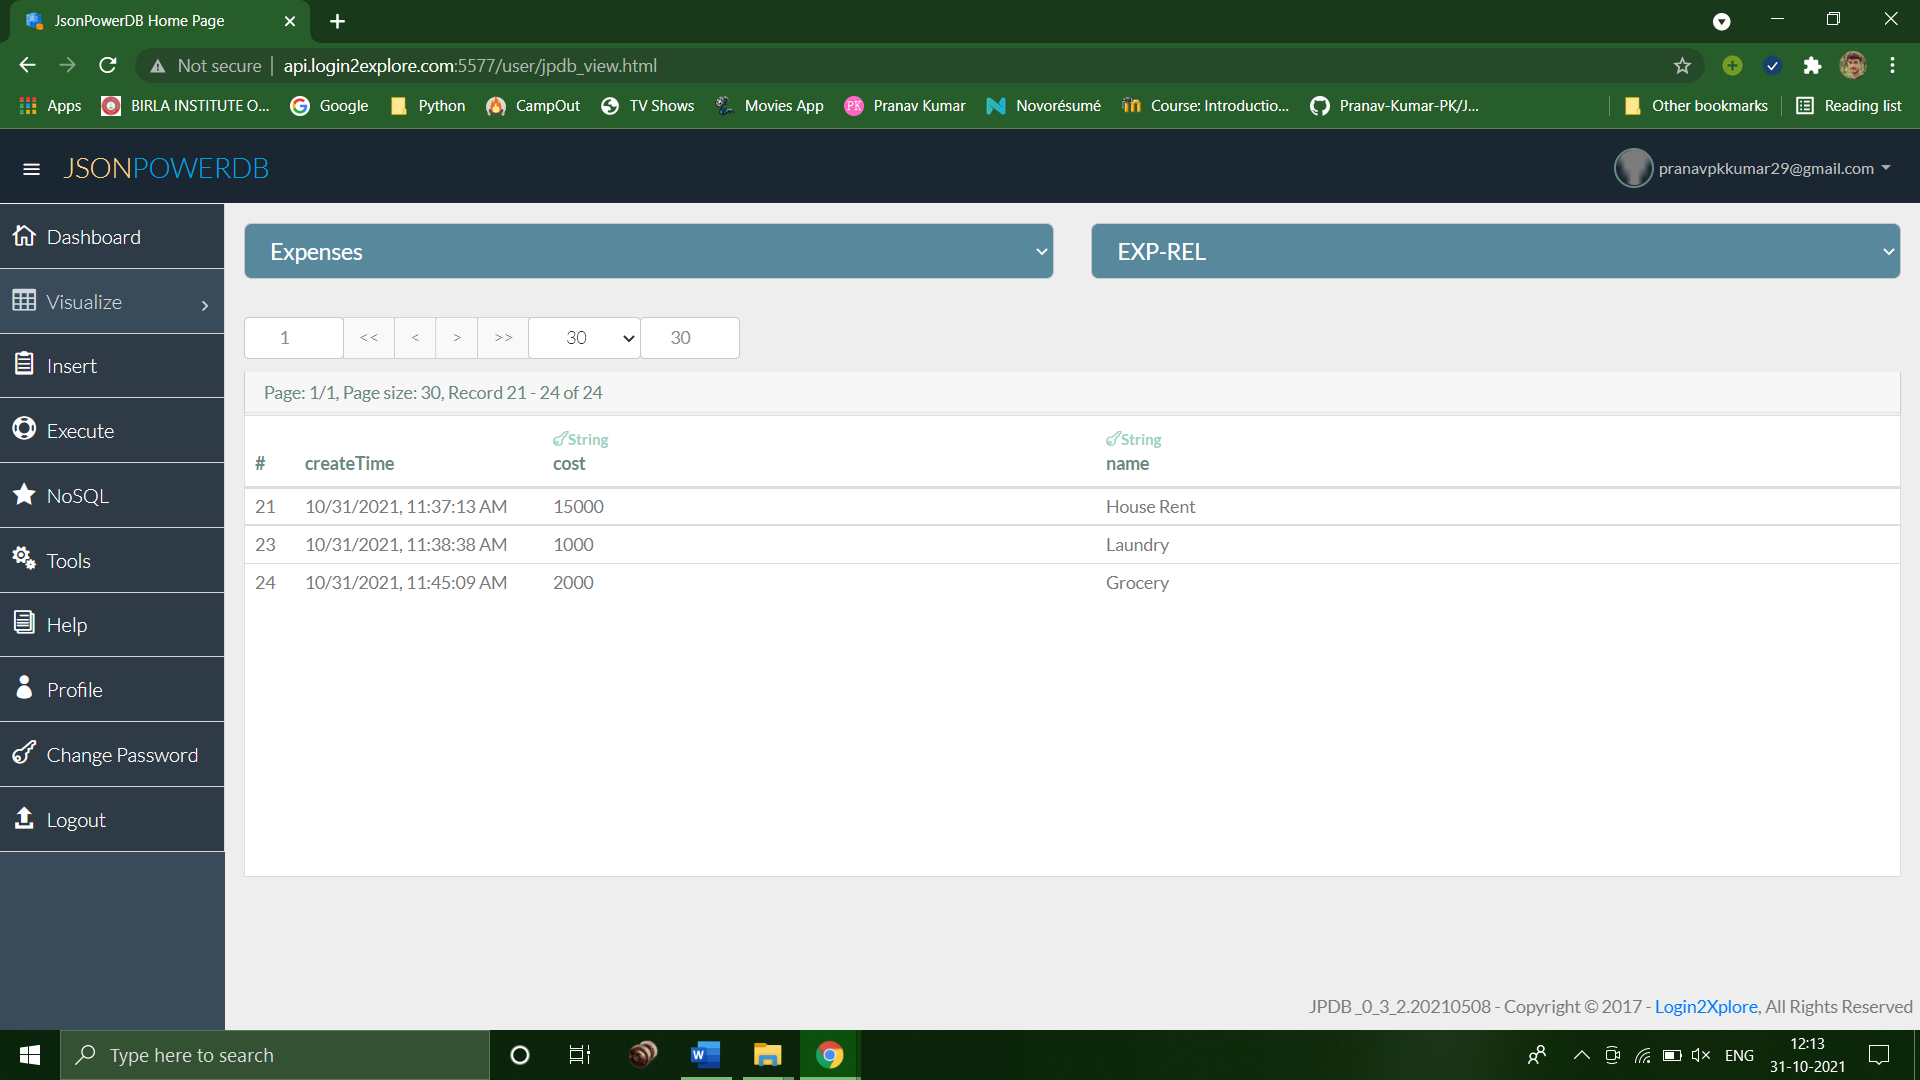 JsonPowerDB Home Page
Not secure | api.login2explore.com:5577/user/jpdb_view.html
Apps BIRLA INSTITUTE O... Google Python CampOut TV Shows Movies App PK Pranav Kumar Novorésumé Course: Introductio... Pranav-Kumar-PK/J... Other bookmarks Reading list
JSONPOWERDB pranavpkkumar29@gmail.com
Dashboard
Visualize
Insert
Execute
NoSQL
Tools
Help
Profile
Change Password
Logout
Expenses EXP-REL
1 << < > >> 30 30
Page: 1/1, Page size: 30, Record 21 - 24 of 24
String String
# createTime cost name
21 10/31/2021, 11:37:13 AM 15000 House Rent
23 10/31/2021, 11:38:38 AM 1000 Laundry
24 10/31/2021, 11:45:09 AM 2000 Grocery
JPDB_0_3_2.20210508 - Copyright © 2017 - Login2Xplore, All Rights Reserved
Type here to search
W
ENG
12:13
31-10-2021